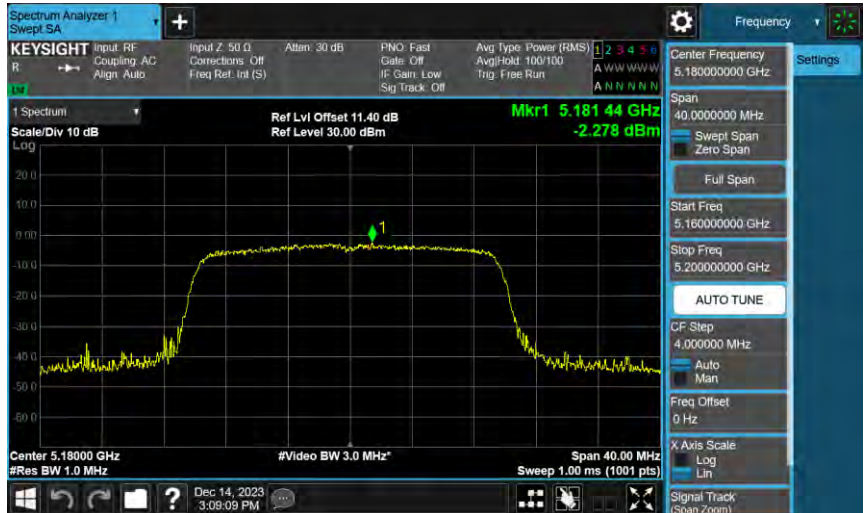 Spectrum Analyzer 1
Swept SA
+
Frequency
KEYSIGHT Input: RF
Coupling: AC
Align: Auto
Input Z: 50 Ω
Corrections: Off
Freq Ref: Int (S)
Atten: 30 dB
PNO: Fast
Gate: Off
IF Gain: Low
Sig Track: Off
Avg Type: Power (RMS)
Avg|Hold: 100/100
Trig: Free Run
1 2 3 4 5 6
A W W W W W
A N N N N N
R
LXI
1 Spectrum
Scale/Div 10 dB
Log
Ref Lvl Offset 11.40 dB
Ref Level 30.00 dBm
Mkr1 5.181 44 GHz
-2.278 dBm
20.0
10.0
0.00
-10.0
-20.0
-30.0
-40.0
-50.0
-60.0
1
Center 5.18000 GHz
#Res BW 1.0 MHz
#Video BW 3.0 MHz*
Span 40.00 MHz
Sweep 1.00 ms (1001 pts)
?
Dec 14, 2023
3:09:09 PM
Center Frequency
5.180000000 GHz
Span
40.0000000 MHz
Swept Span
Zero Span
Full Span
Start Freq
5.160000000 GHz
Stop Freq
5.200000000 GHz
AUTO TUNE
CF Step
4.000000 MHz
Auto
Man
Freq Offset
0 Hz
X Axis Scale
Log
Lin
Signal Track
(Span Zoom)
Settings